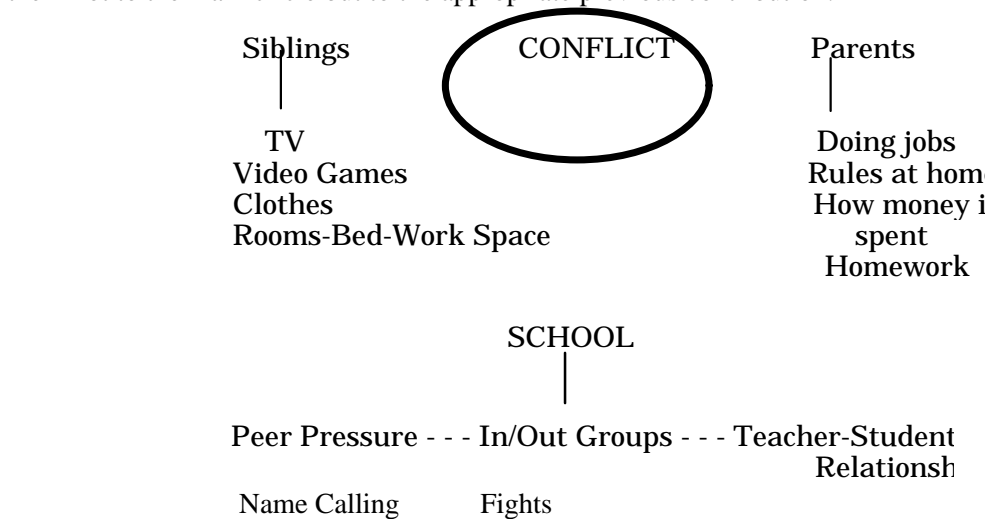 Siblings CONFLICT Parents
TV Doing jobs
Video Games Rules at hom
Clothes How money i
Rooms-Bed-Work Space spent
Homework
SCHOOL
Peer Pressure - - - In/Out Groups - - - Teacher-Student
Relationsh
Name Calling Fights